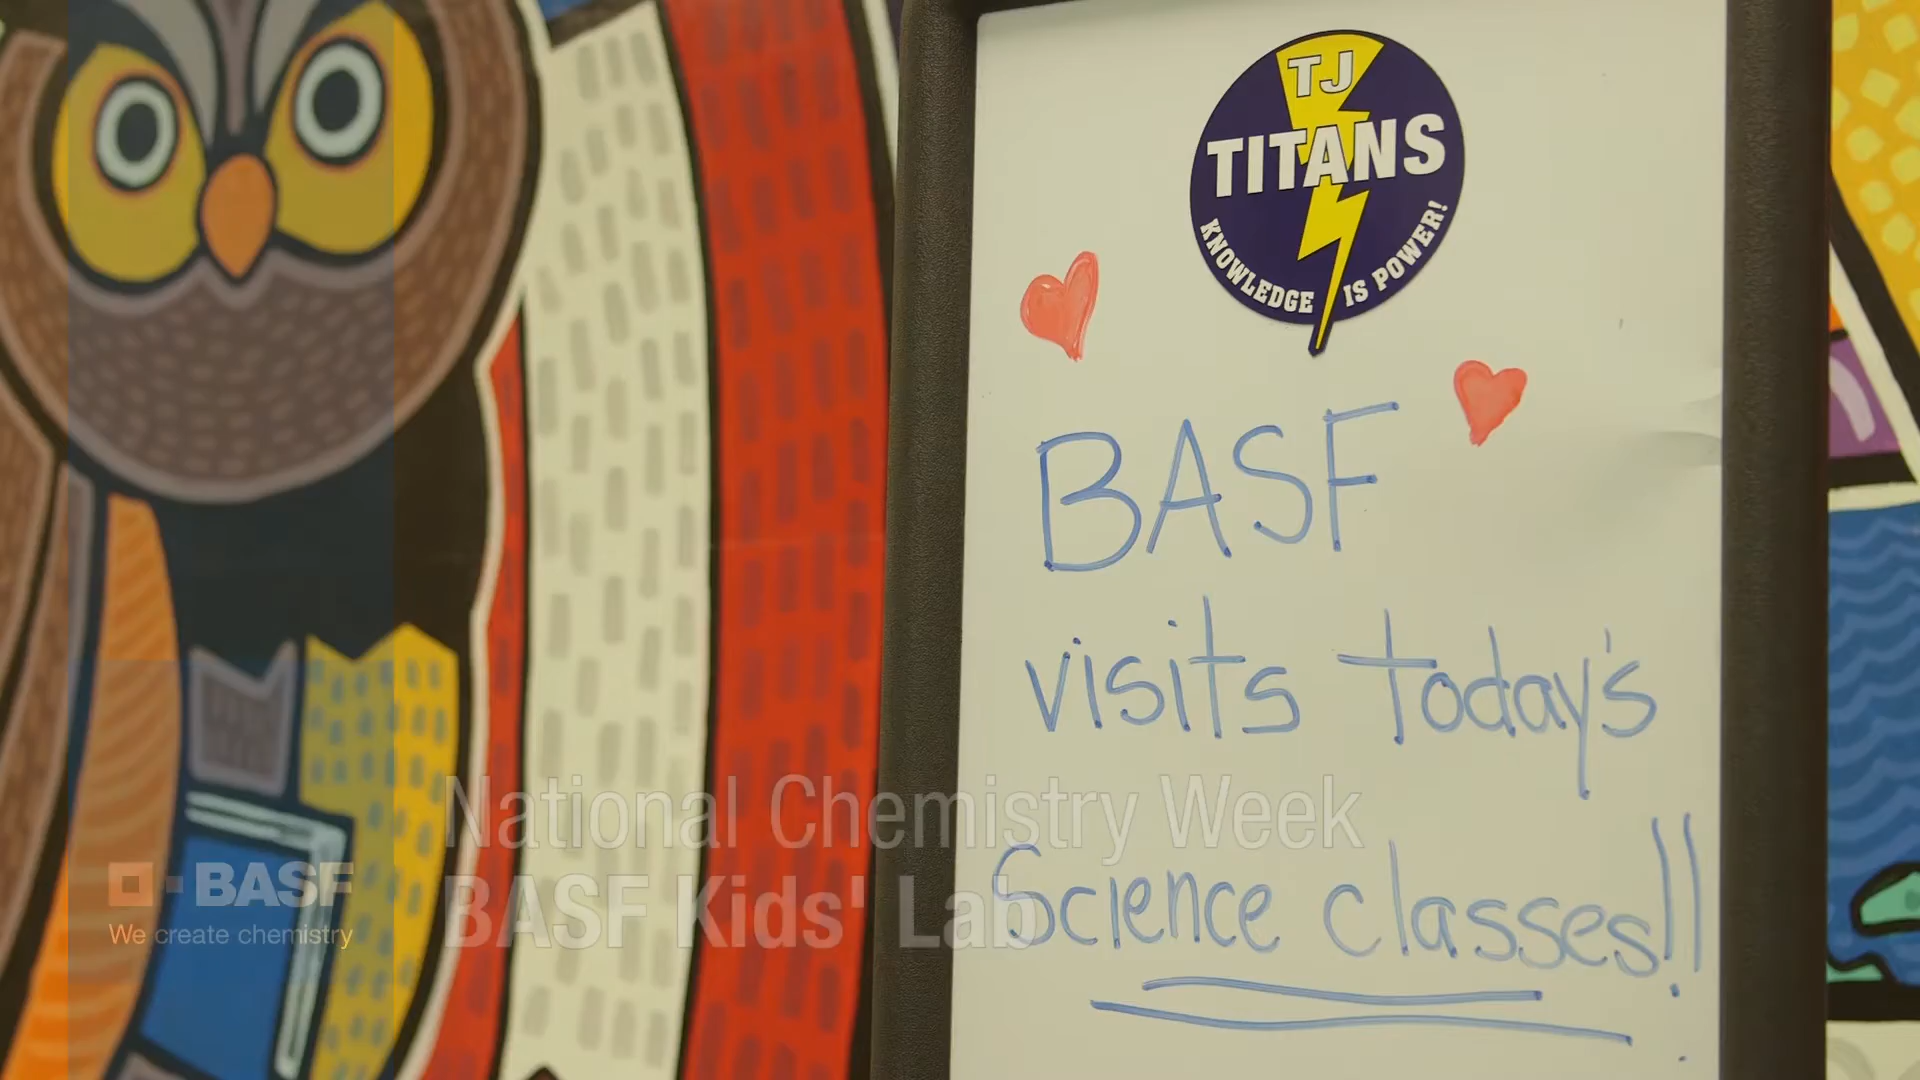 TJ
TITANS
KNOWLEDGE IS POWER!
BASF
visits today's
Science classes!!
National Chemistry Week
BASF Kids' Lab
BASF
We create chemistry